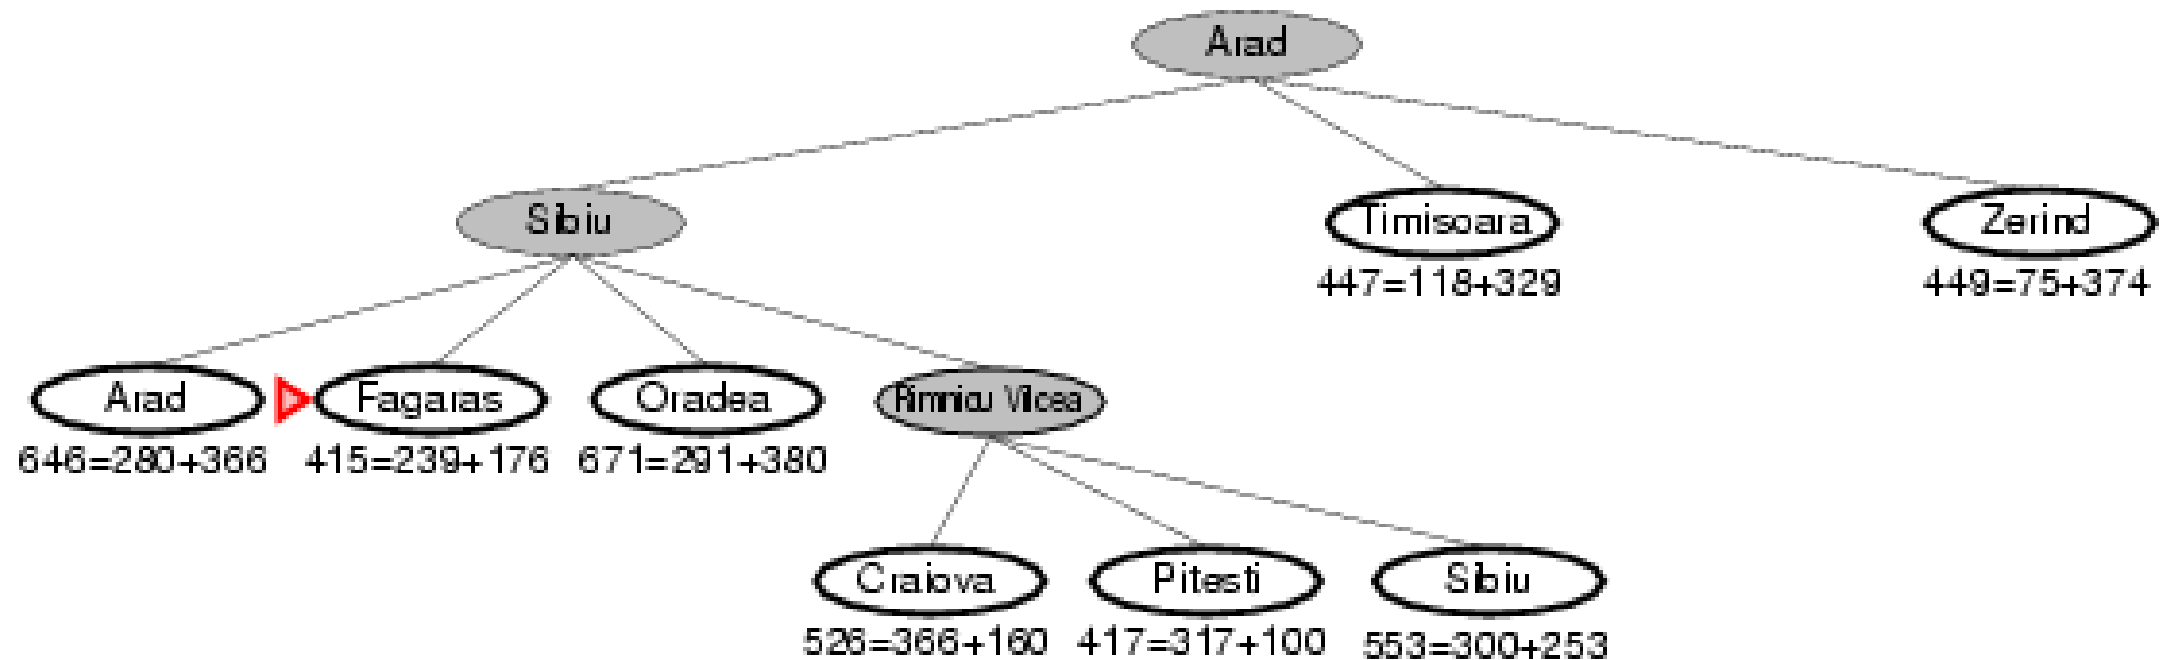 Arad
Sibiu
Timisoara
Zerind
447=118+329
449=75+374
Arad
Fagaras
Oradea
Rimnicu Vilcea
646=280+366
415=239+176
671=291+380
Craiova
Pitesti
Sibiu
526=366+160
417=317+100
553=300+253